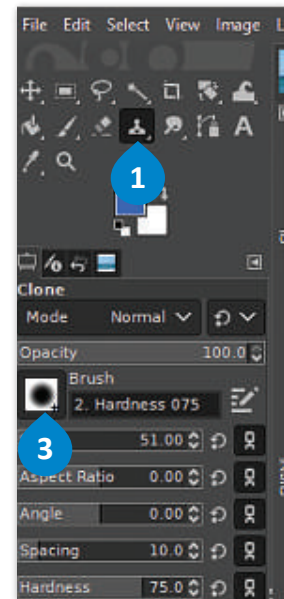 File Edit Select View Image
A
1
Clone
Mode Normal
Opacity 100.0
Brush
2. Hardness 075
3
51.00
Aspect Ratio 0.00
Angle 0.00
Spacing 10.0
Hardness 75.0